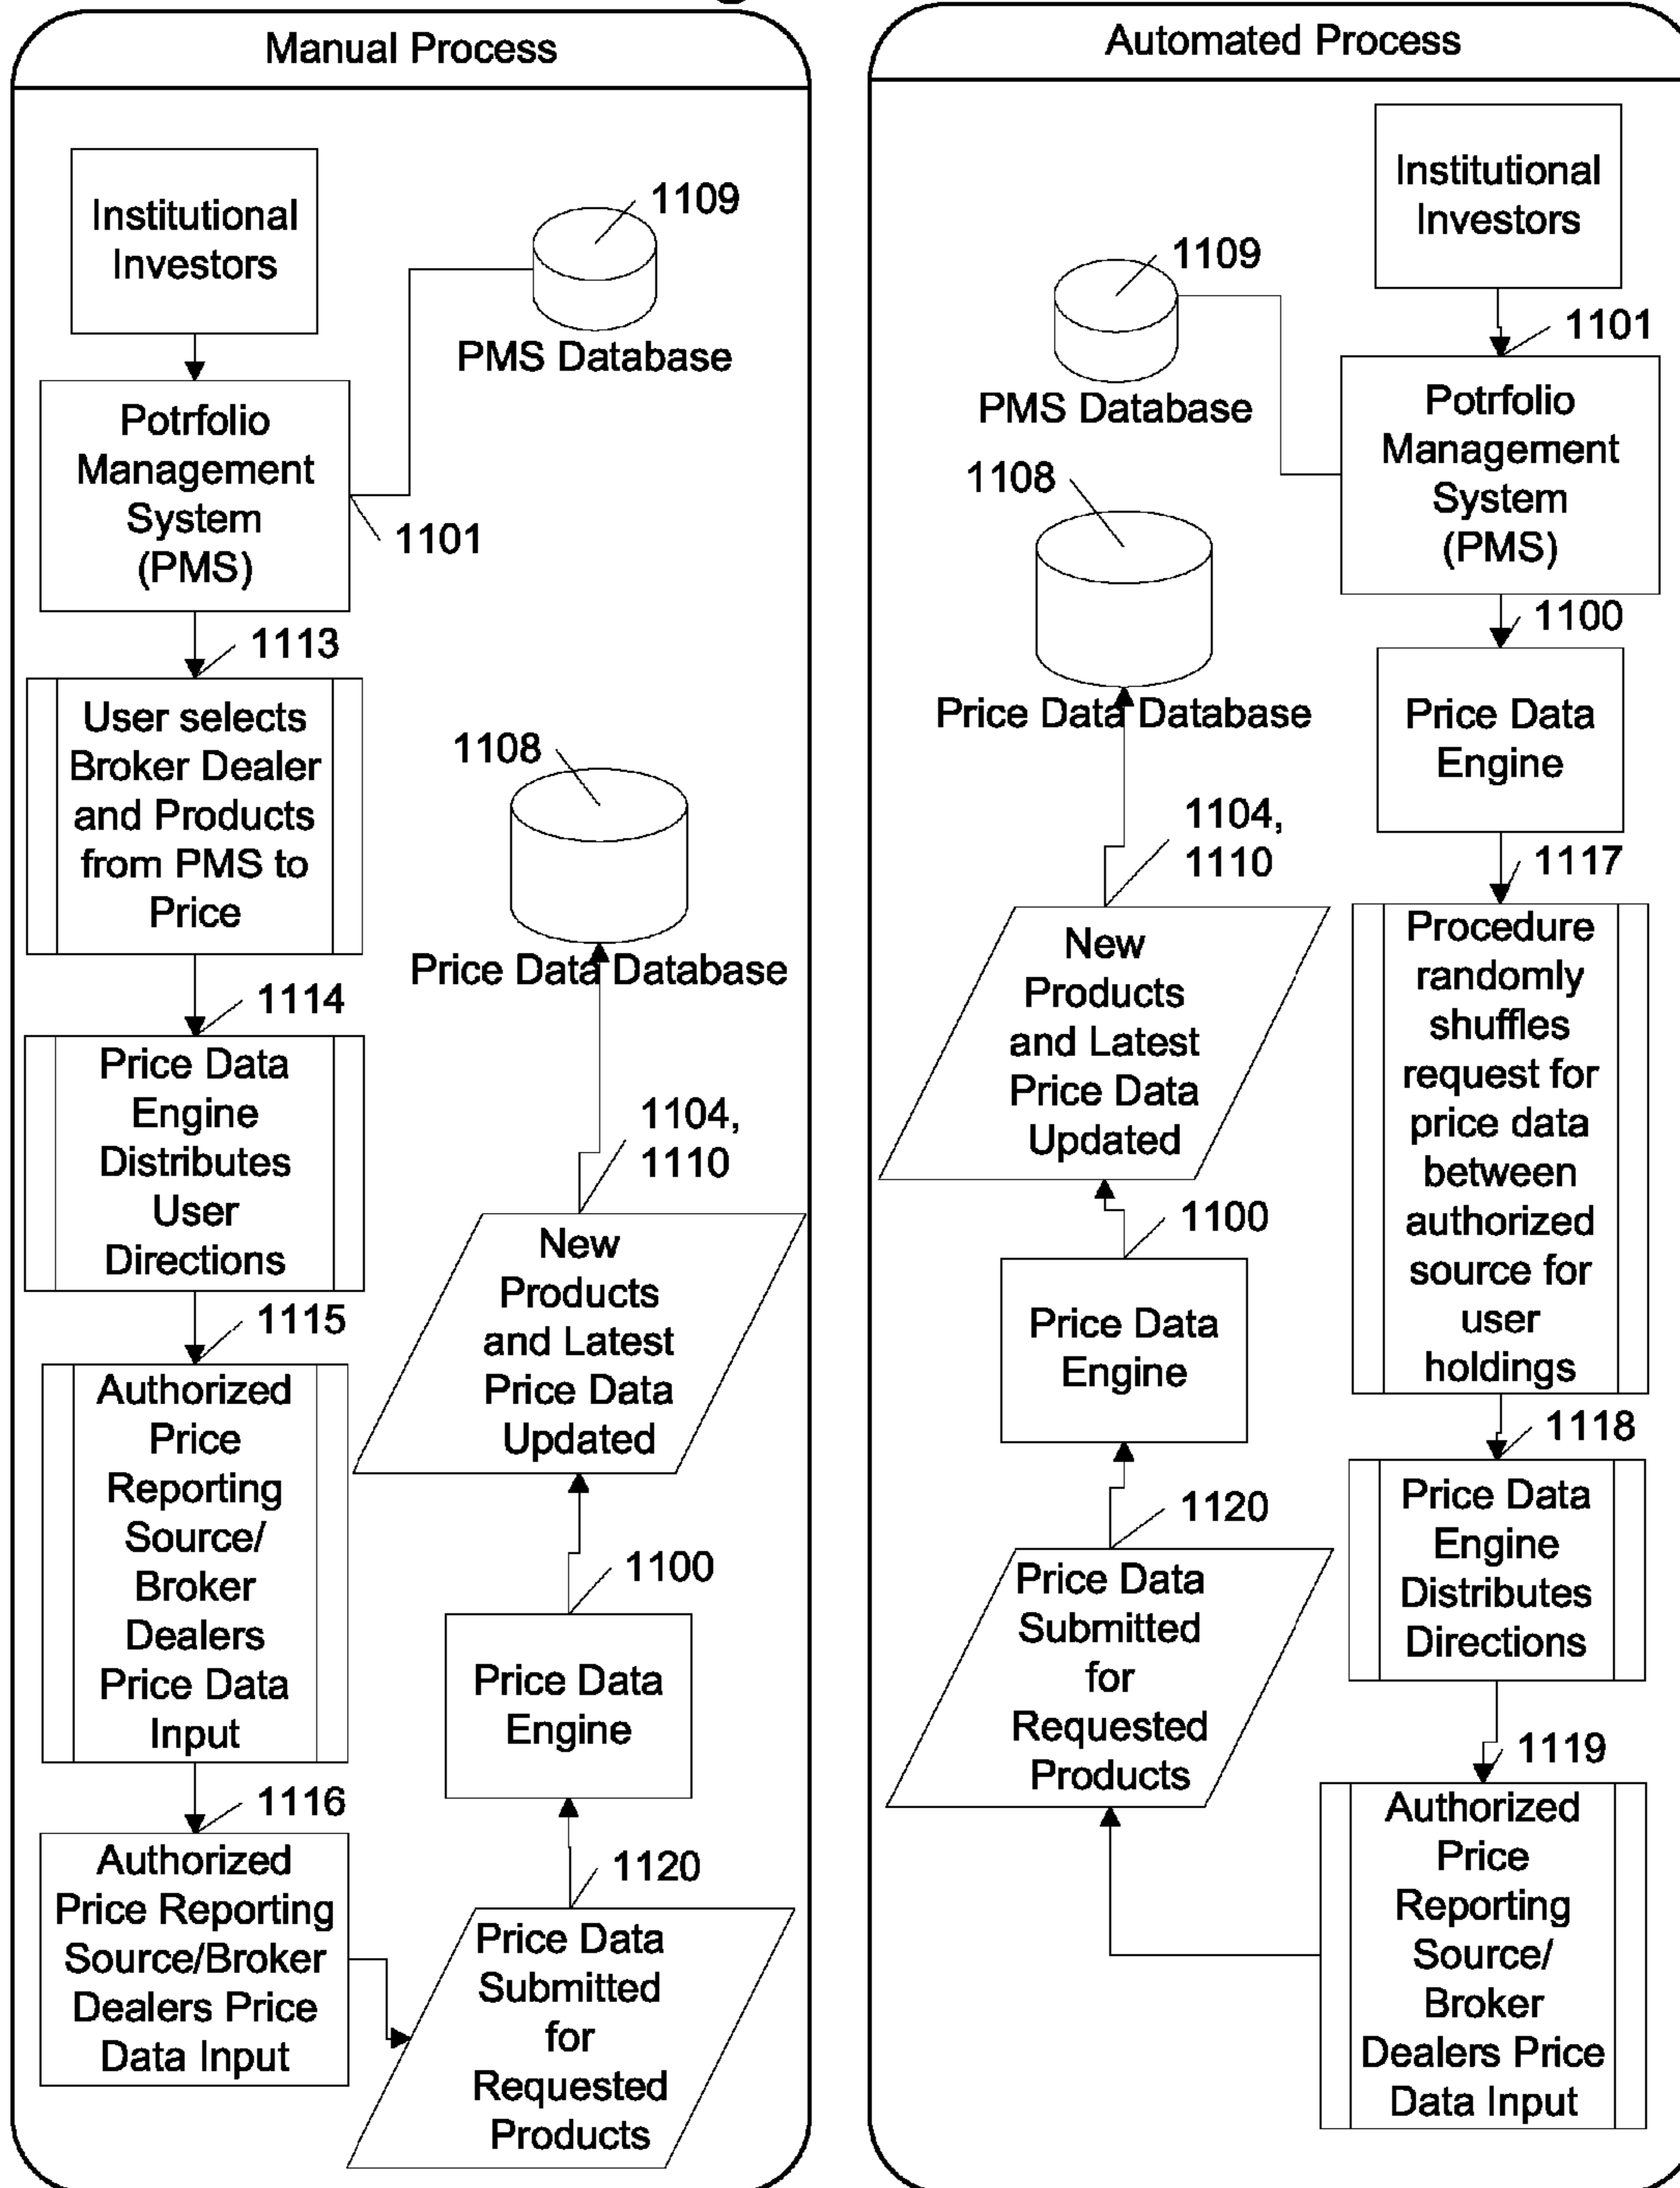 Manual Process
Institutional
Investors
1109
PMS Database
Potrfolio
Management
System
(PMS)
1101
1113
User selects
Broker Dealer
and Products
from PMS to
Price
1108
Price Data Database
1114
Price Data
Engine
Distributes
User
Directions
1104,
1110
New
Products
and Latest
Price Data
Updated
1115
Authorized
Price
Reporting
Source/
Broker
Dealers
Price Data
Input
1100
Price Data
Engine
1116
Authorized
Price Reporting
Source/Broker
Dealers Price
Data Input
1120
Price Data
Submitted
for
Requested
Products
Automated Process
Institutional
Investors
1109
PMS Database
1101
Potrfolio
Management
System
(PMS)
1108
Price Data Database
1100
Price Data
Engine
1104,
1110
New
Products
and Latest
Price Data
Updated
1117
Procedure
randomly
shuffles
request for
price data
between
authorized
source for
user
holdings
1100
Price Data
Engine
1118
Price Data
Engine
Distributes
Directions
1120
Price Data
Submitted
for
Requested
Products
1119
Authorized
Price
Reporting
Source/
Broker
Dealers Price
Data Input